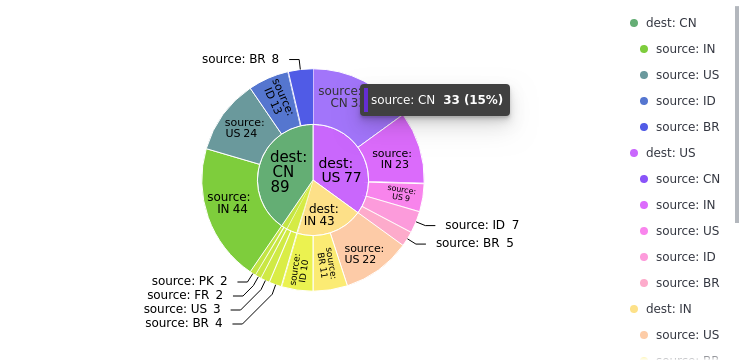 source: BR 8
source:
CN 33
source: CN 33 (15%)
source:
ID 13
source:
US 24
source:
IN 23
dest:
CN
89
dest:
US 77
source:
US 9
source:
IN 44
dest:
IN 43
source: ID 7
source: BR 5
source:
US 22
source:
ID 10
source:
BR 11
source: PK 2
source: FR 2
source: US 3
source: BR 4
dest: CN
source: IN
source: US
source: ID
source: BR
dest: US
source: CN
source: IN
source: US
source: ID
source: BR
dest: IN
source: US
source: BR